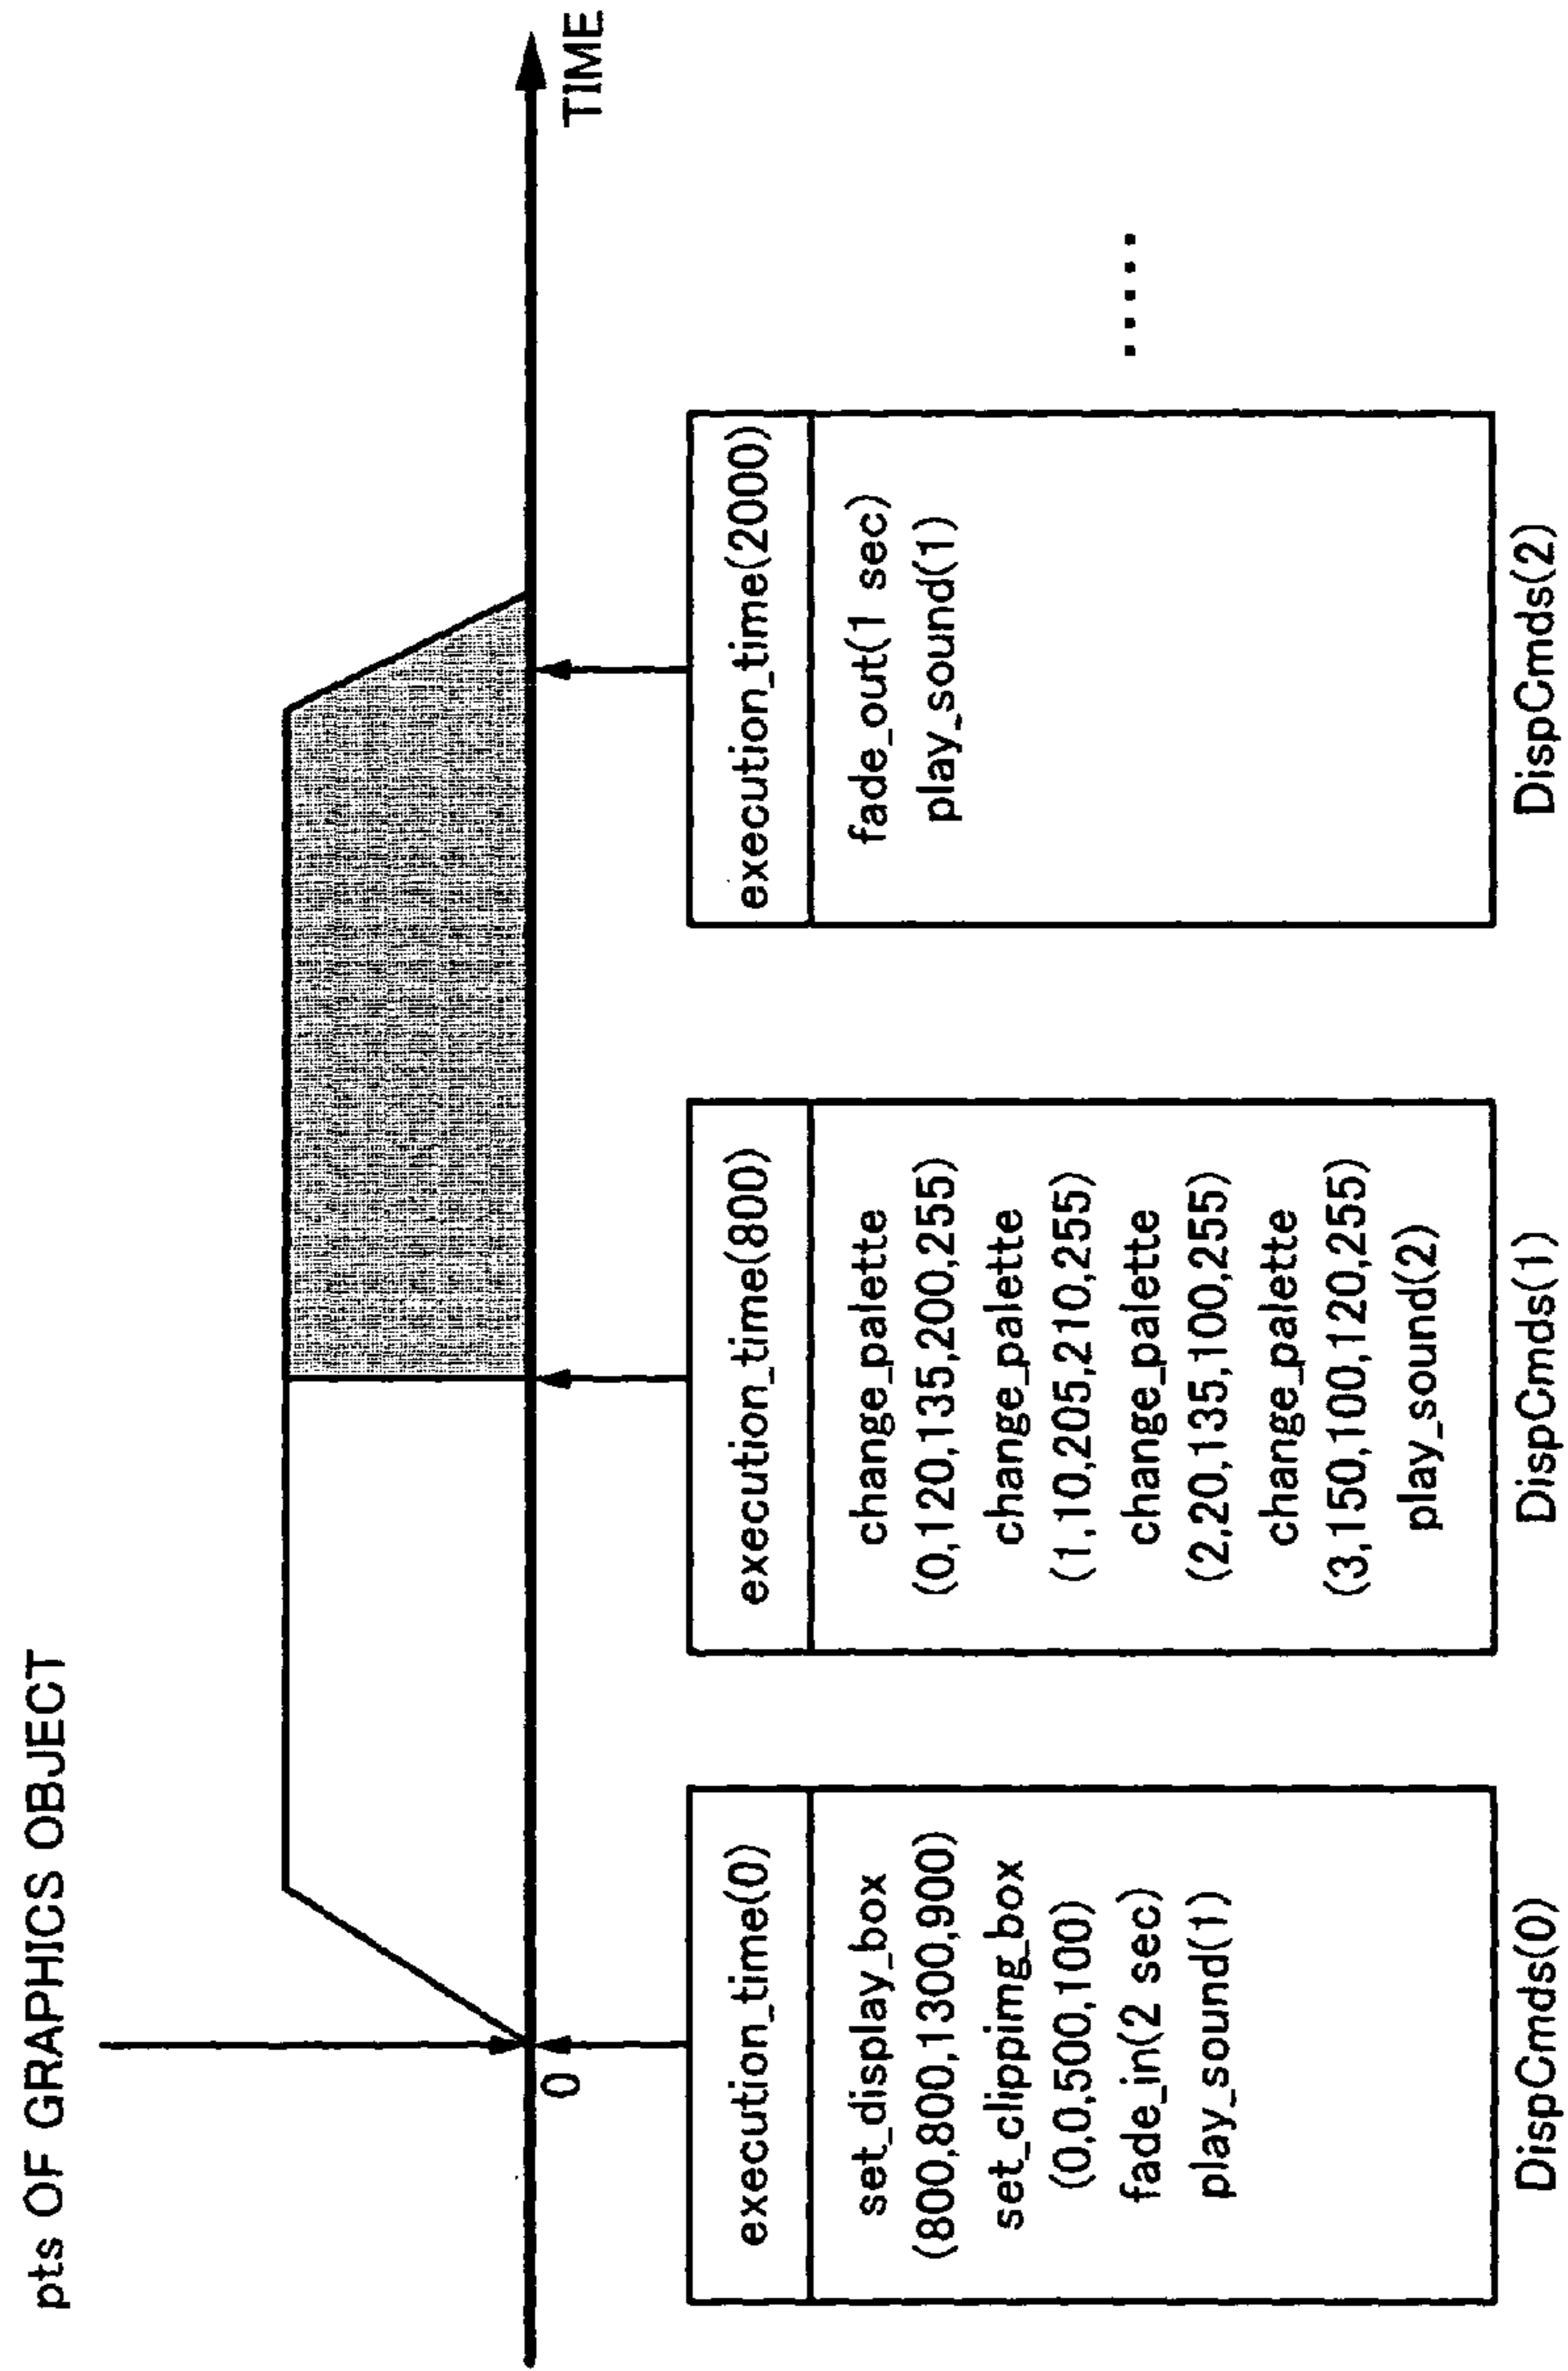 pts OF GRAPHICS OBJECT
0
TIME
execution_time(0)
set_display_box
(800,800,1300,900)
set_clippimg_box
(0,0,500,100)
fade_in(2 sec)
play_sound(1)
DispCmds(0)
execution_time(800)
change_palette
(0,120,135,200,255)
change_palette
(1,10,205,210,255)
change_palette
(2,20,135,100,255)
change_palette
(3,150,100,120,255)
play_sound(2)
DispCmds(1)
execution_time(2000)
fade_out(1 sec)
play_sound(1)
DispCmds(2)
.....